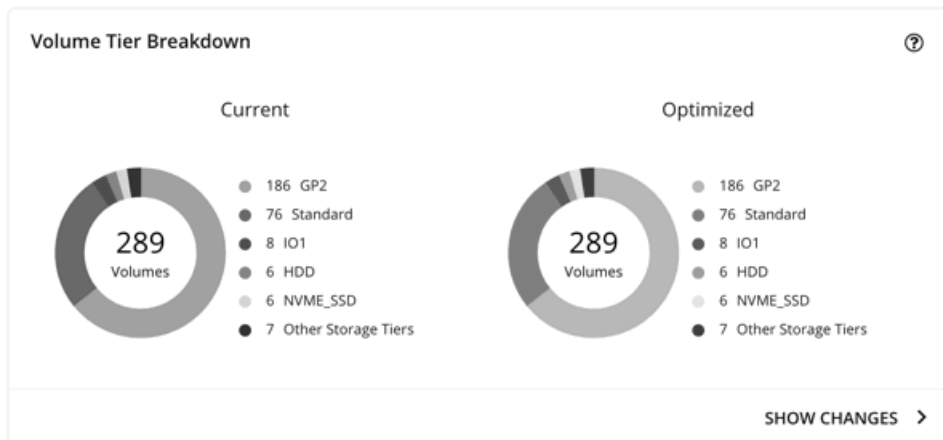 Volume Tier Breakdown
Current
289
Volumes
186 GP2
76 Standard
8 IO1
6 HDD
6 NVME_SSD
7 Other Storage Tiers
Optimized
289
Volumes
186 GP2
76 Standard
8 IO1
6 HDD
6 NVME_SSD
7 Other Storage Tiers
SHOW CHANGES